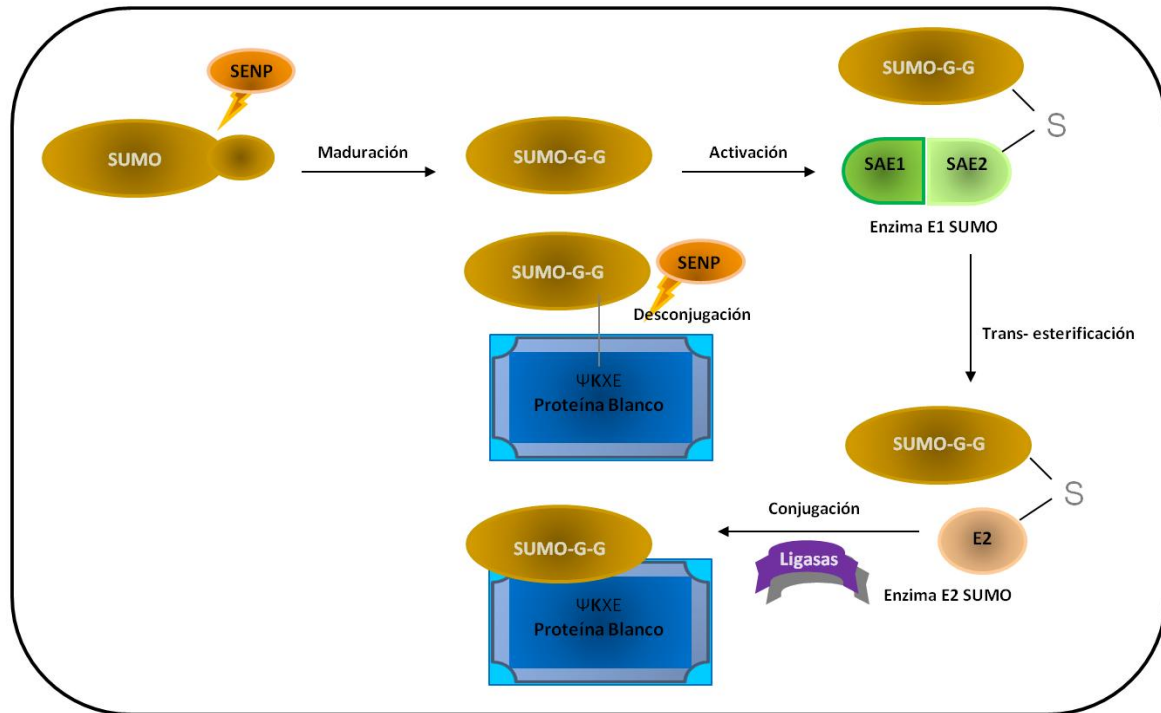 SENP
SUMO
Maduración
SUMO-G-G
Activación
SUMO-G-G
S
SAE1
SAE2
Enzima E1 SUMO
SUMO-G-G
SENP
Desconjugación
ΨKXE
Proteína Blanco
Trans- esterificación
SUMO-G-G
S
E2
Enzima E2 SUMO
Conjugación
Ligasas
SUMO-G-G
ΨKXE
Proteína Blanco